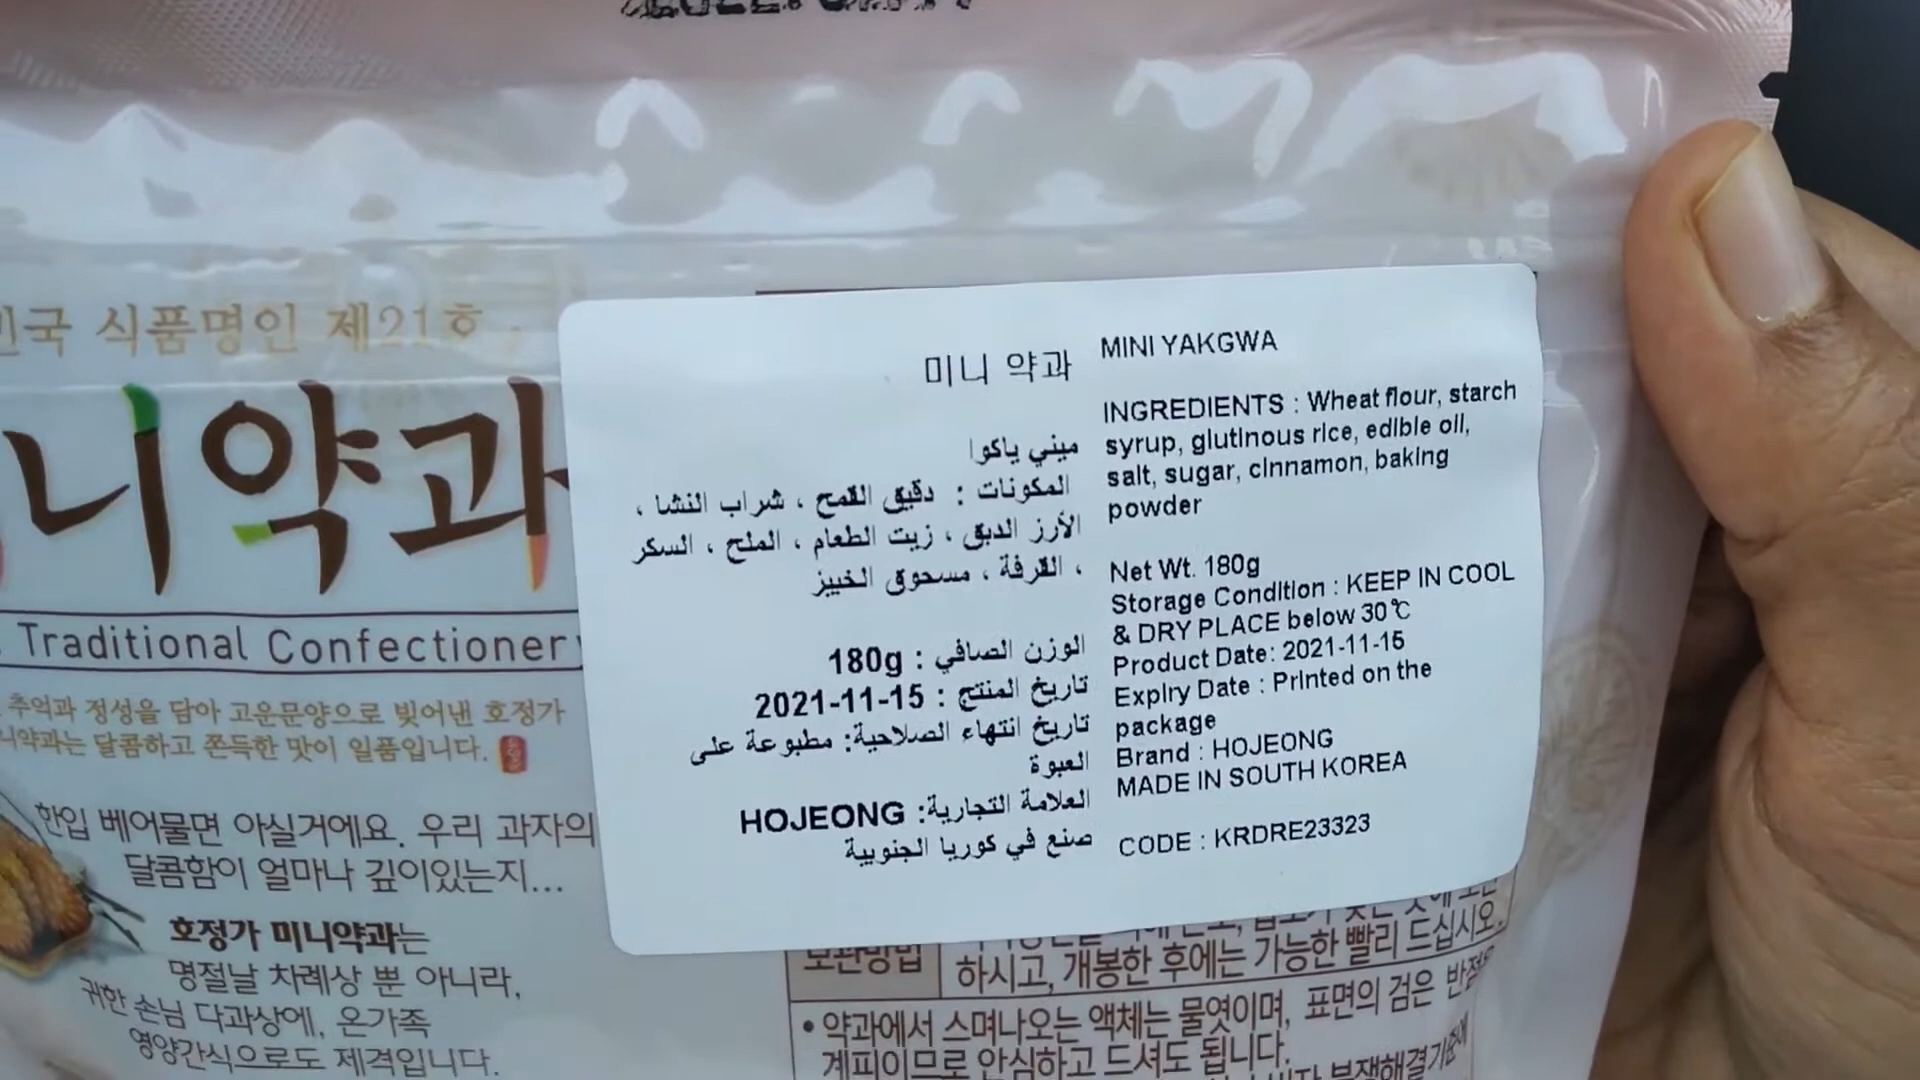 식품명인 제21호
니약과
Traditional Confectionery
추억과 정성을 담아 고운문양으로 빚어낸 호정가
니약과는 달콤하고 쫀득한 맛이 일품입니다.
한입 베어물면 아실거에요. 우리 과자의
달콤함이 얼마나 깊이있는지...
호정가 미니약과는
명절날 차례상 뿐 아니라,
귀한 손님 다과상에, 온가족
영양간식으로도 제격입니다.
미니 약과
ميني ياكوا
المكونات : دقيق القمح ، شراب النشا ،
الأرز الدبق ، زيت الطعام ، الملح ، السكر
، القرفة ، مسحوق الخبيز
الوزن الصافي : 180g
تاريخ المنتج : 2021-11-15
تاريخ انتهاء الصلاحية: مطبوعة على
العبوة
العلامة التجارية: HOJEONG
صنع في كوريا الجنوبية
MINI YAKGWA
INGREDIENTS : Wheat flour, starch
syrup, glutinous rice, edible oil,
salt, sugar, cinnamon, baking
powder
Net Wt. 180g
Storage Condition : KEEP IN COOL
& DRY PLACE below 30℃
Product Date: 2021-11-15
Expiry Date : Printed on the
package
Brand : HOJEONG
MADE IN SOUTH KOREA
CODE : KRDRE23323
보관방법
하시고, 개봉한 후에는 가능한 빨리 드십시오.
• 약과에서 스며나오는 액체는 물엿이며, 표면의 검은
계피이므로 안심하고 드셔도 됩니다.